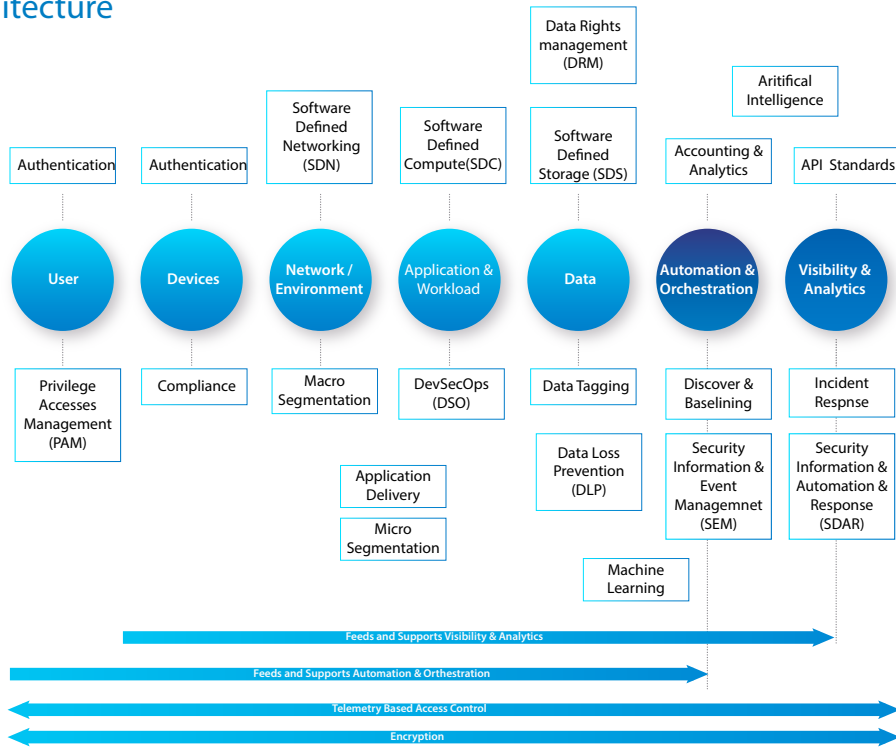 itecture
Data Rights
management
(DRM)
Aritifical
Intelligence
Software
Defined
Networking
(SDN)
Software
Defined
Compute(SDC)
Software
Defined
Storage (SDS)
Accounting &
Analytics
API Standards
Authentication
Authentication
User
Devices
Network /
Environment
Application &
Workload
Data
Automation &
Orchestration
Visibility &
Analytics
Privilege
Accesses
Management
(PAM)
Compliance
Macro
Segmentation
DevSecOps
(DSO)
Data Tagging
Discover &
Baselining
Incident
Respnse
Application
Delivery
Micro
Segmentation
Data Loss
Prevention
(DLP)
Security
Information &
Event
Managemnet
(SEM)
Security
Information &
Automation &
Response
(SDAR)
Machine
Learning
Feeds and Supports Visibility & Analytics
Feeds and Supports Automation & Orthestration
Telemetry Based Access Control
Encryption